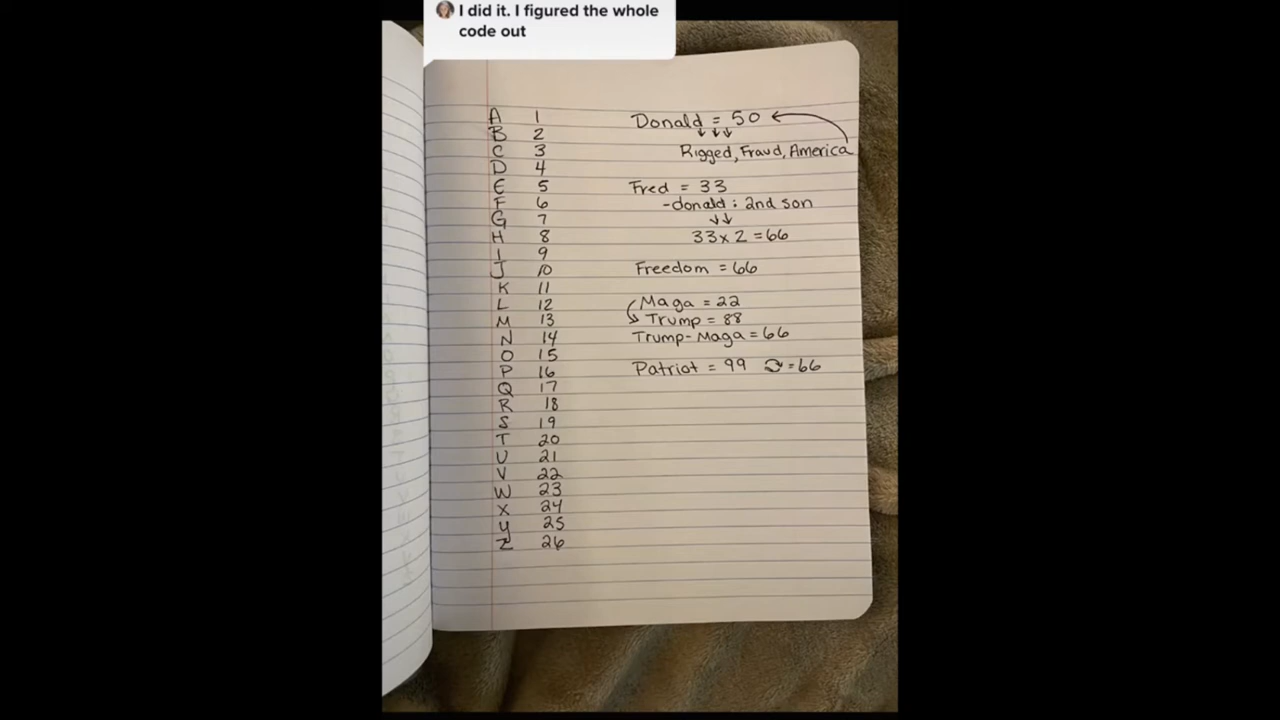 I did it. I figured the whole
code out
A 1
B 2
C 3
D 4
E 5
F 6
G 7
H 8
I 9
J 10
K 11
L 12
M 13
N 14
O 15
P 16
Q 17
R 18
S 19
T 20
U 21
V 22
W 23
X 24
Y 25
Z 26
Donald = 50
Rigged, Fraud, America
Fred = 33
-donald : 2nd son
33 x 2 = 66
Freedom = 66
Maga = 22
Trump = 88
Trump-Maga = 66
Patriot = 99 = 66